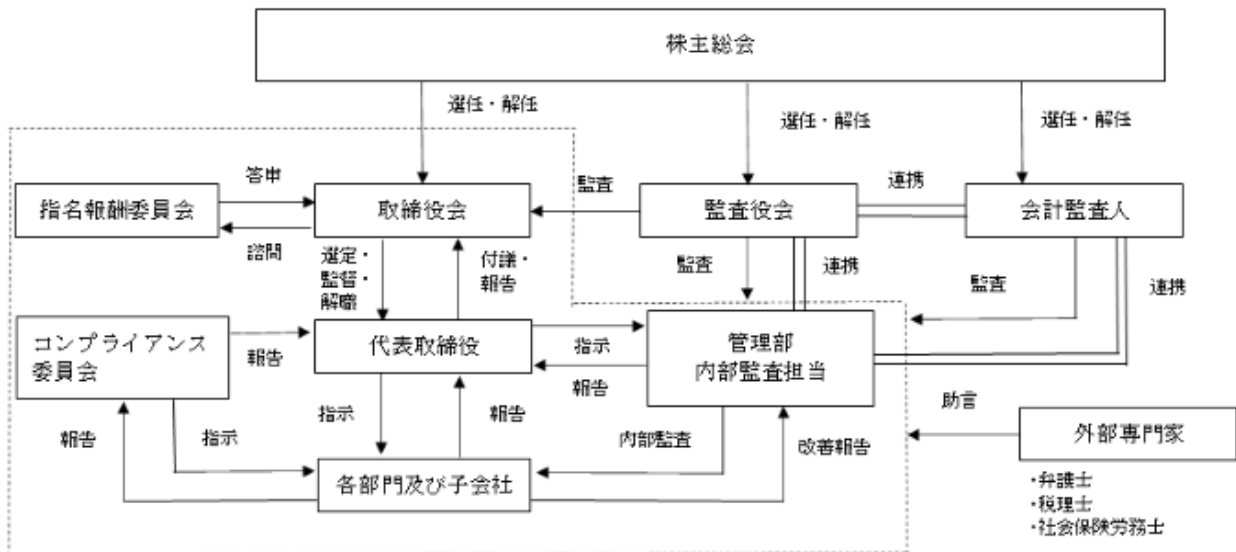 株主総会
選任・解任
選任・解任
選任・解任
答申
監査
連携
指名報酬委員会
取締役会
監査役会
会計監査人
諮問
選定・
監督・
解職
付議・
報告
監査
連携
監査
連携
コンプライアンス
委員会
報告
代表取締役
指示
報告
管理部
内部監査担当
報告
指示
指示
報告
内部監査
改善報告
助言
外部専門家
各部門及び子会社
・弁護士
・税理士
・社会保険労務士